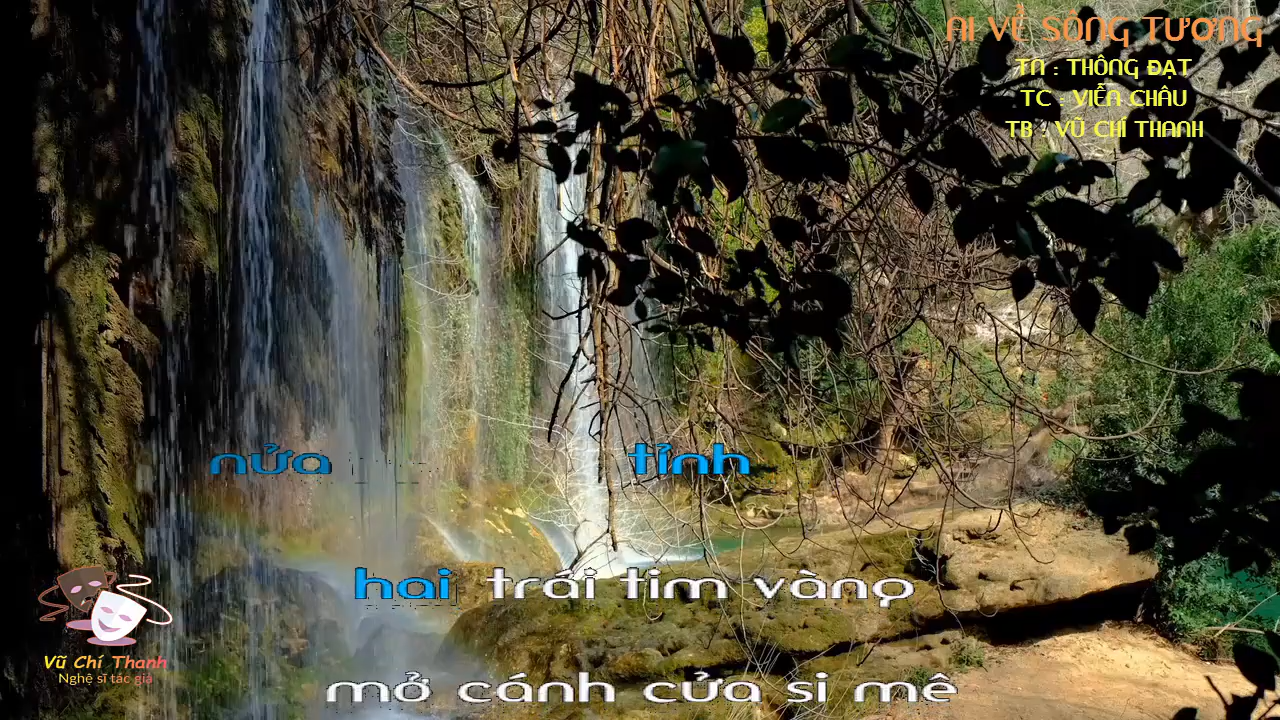 AI VỀ SÔNG TƯƠNG
TN : THÔNG ĐẠT
TC : VIỄN CHÂU
TB : VŨ CHÍ THANH
nửa tỉnh
hai trái tim vàng
mở cánh cửa si mê
Vũ Chí Thanh
Nghệ sĩ tác giả